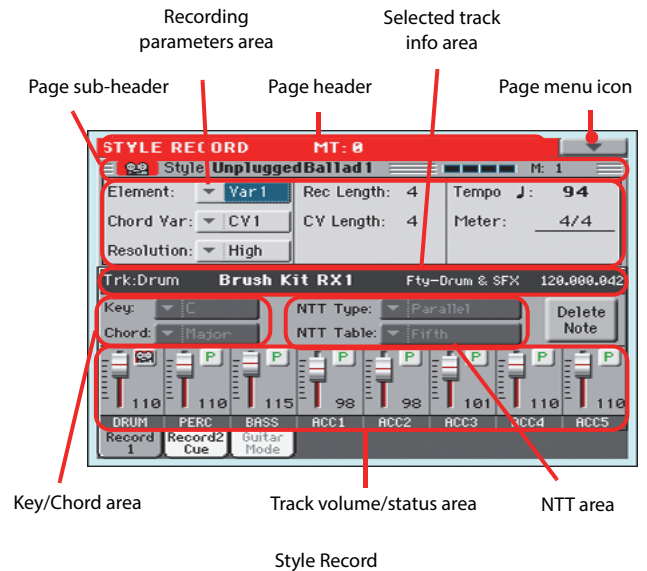 Recording
parameters area
Selected track
info area
Page sub-header
Page header
Page menu icon
STYLE RECORD MT: 0
Style UnpluggedBallad1 M: 1
Element: Var1 Rec Length: 4 Tempo ♩: 94
Chord Var: CV1 CV Length: 4 Meter: 4/4
Resolution: High
Trk:Drum Brush Kit RX1 Fty-Drum & SFX 120.000.042
Key: C NTT Type: Parallel Delete
Chord: Major NTT Table: Fifth Note
P P P P P P P
110 110 115 98 98 101 110 110
DRUM PERC BASS ACC1 ACC2 ACC3 ACC4 ACC5
Record Record2 Guitar
1 Cue Mode
Key/Chord area
Track volume/status area
NTT area
Style Record